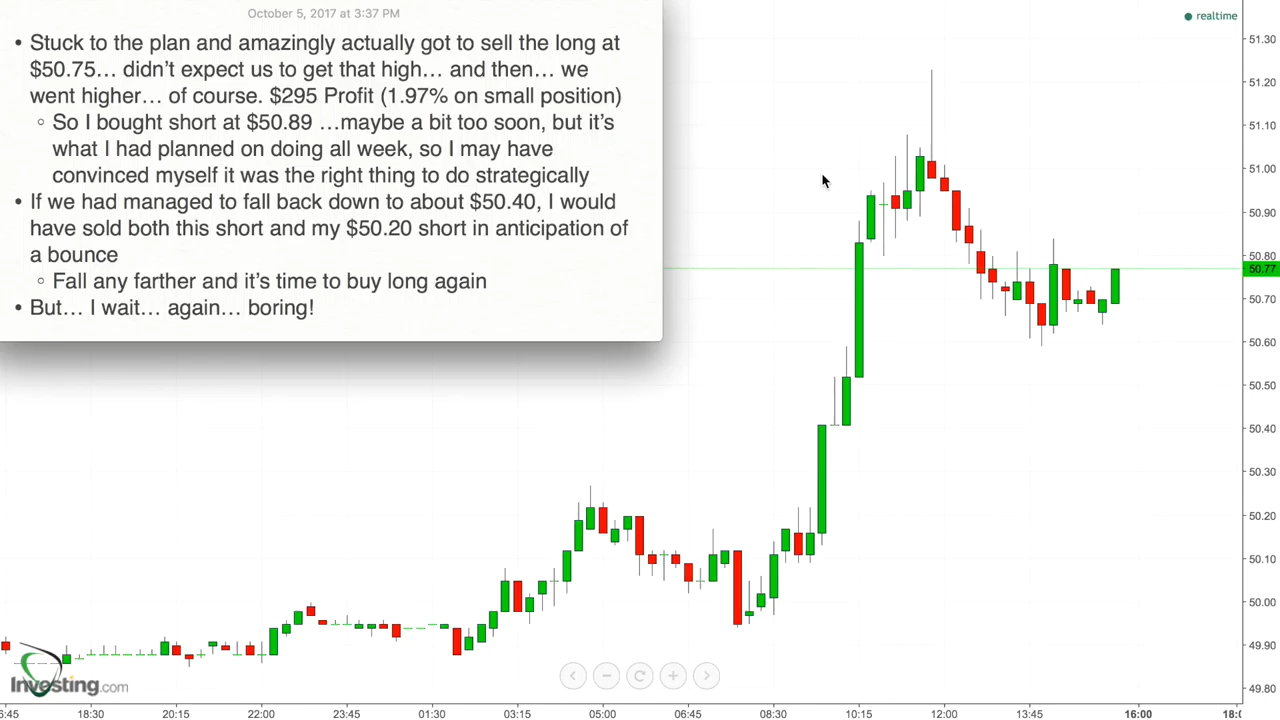 October 5, 2017 at 3:37 PM
• Stuck to the plan and amazingly actually got to sell the long at
$50.75… didn’t expect us to get that high… and then… we
went higher… of course. $295 Profit (1.97% on small position)
◦ So I bought short at $50.89 …maybe a bit too soon, but it’s
what I had planned on doing all week, so I may have
convinced myself it was the right thing to do strategically
• If we had managed to fall back down to about $50.40, I would
have sold both this short and my $50.20 short in anticipation of
a bounce
◦ Fall any farther and it’s time to buy long again
• But… I wait… again… boring!
realtime
51.30
51.20
51.10
51.00
50.90
50.80
50.77
50.70
50.60
50.50
50.40
50.30
50.20
50.10
50.00
49.90
49.80
Investing.com
6:45 18:30 20:15 22:00 23:45 01:30 03:15 05:00 06:45 08:30 10:15 12:00 13:45 16:00 18:0